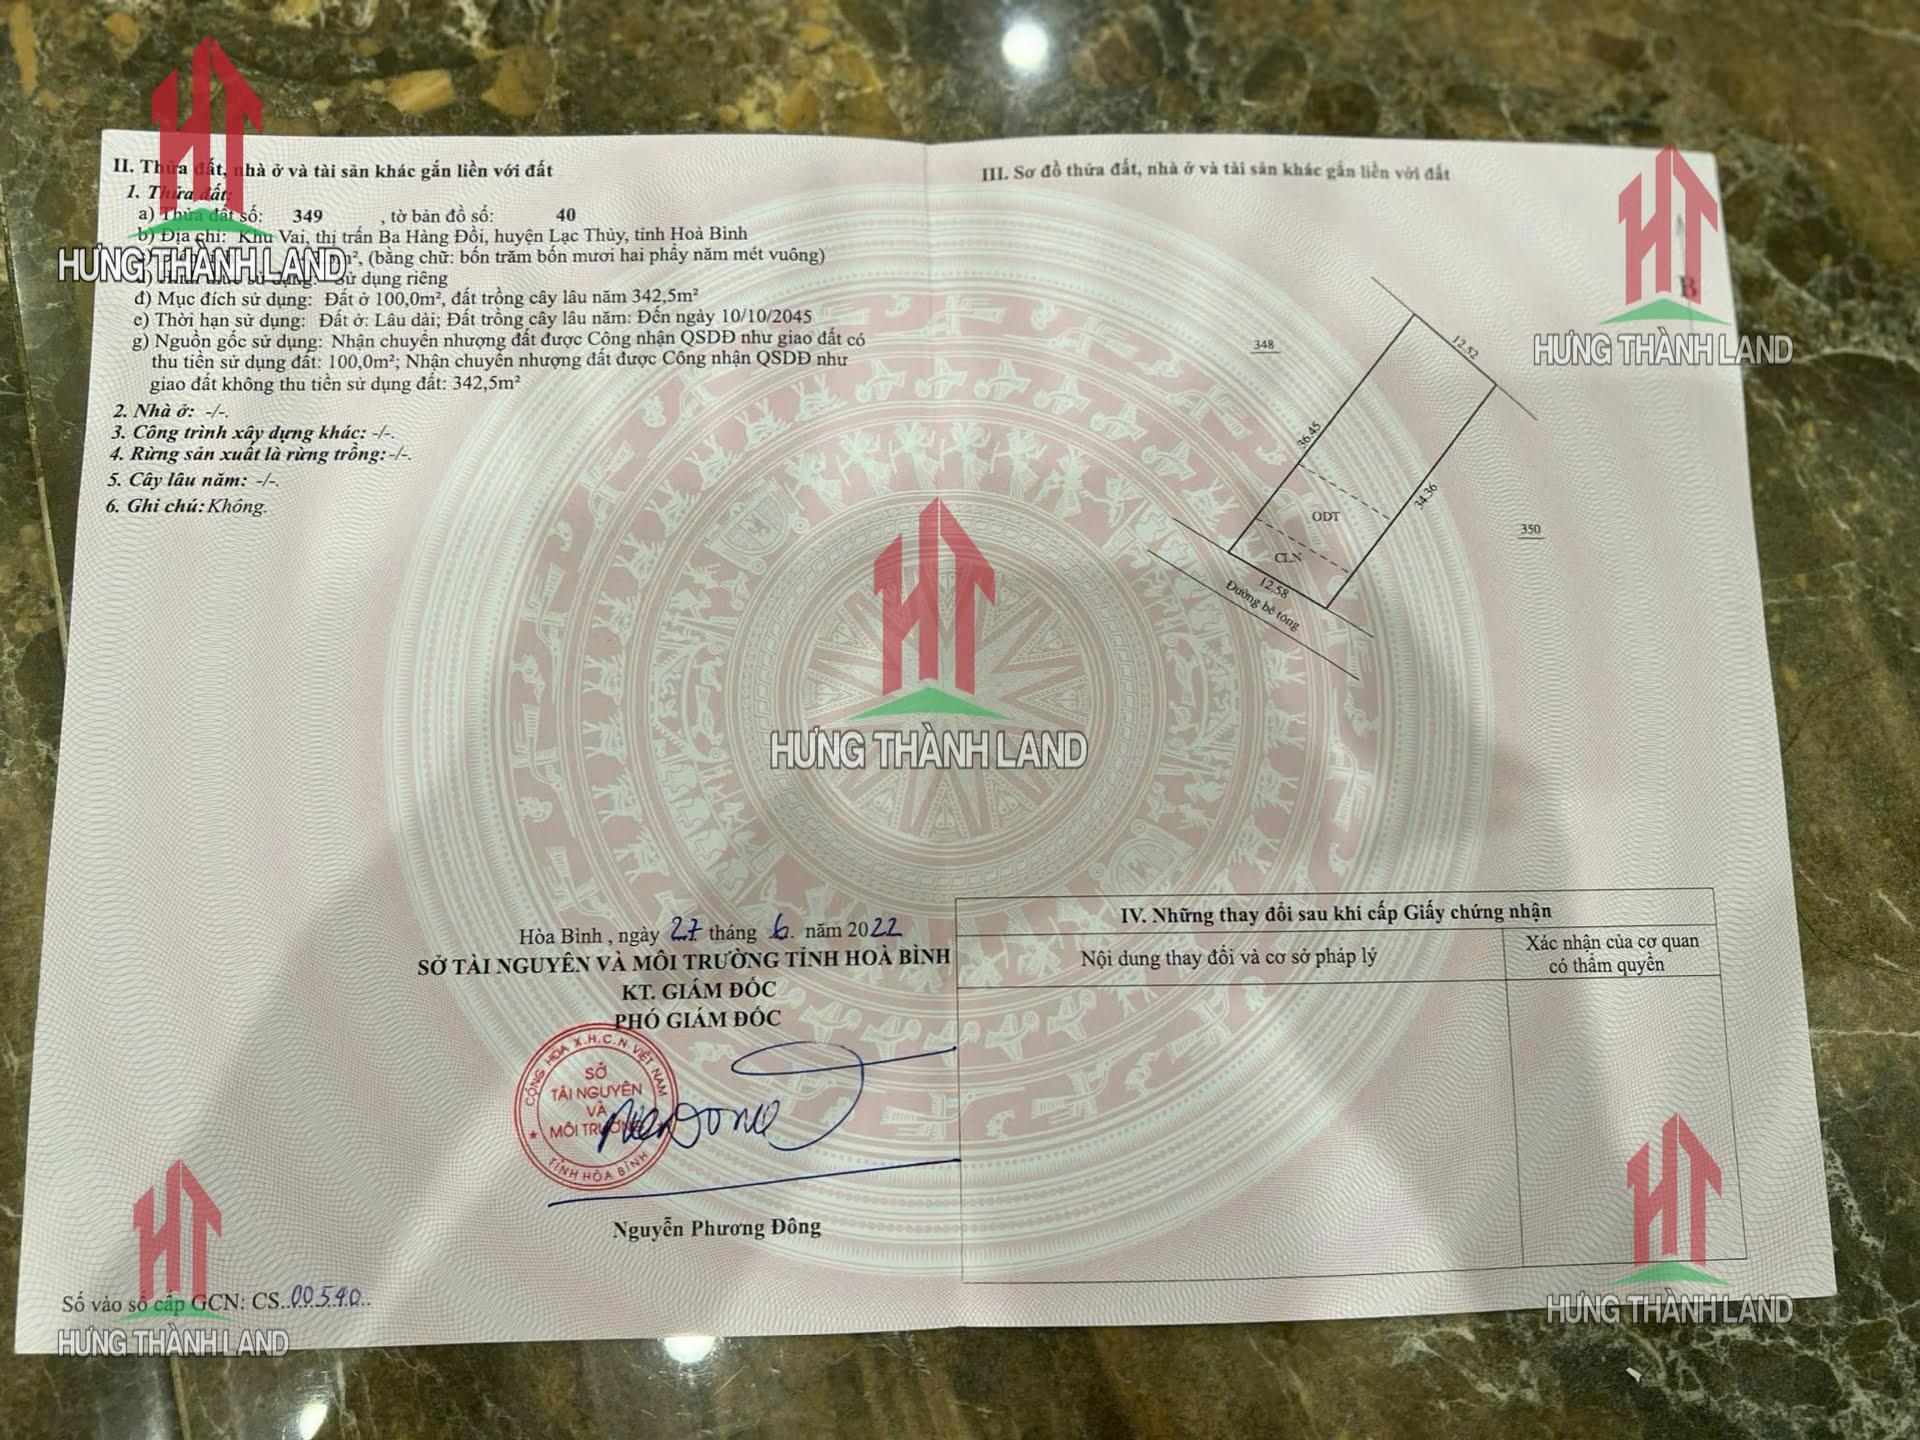 II. Thửa đất, nhà ở và tài sản khác gắn liền với đất
1. Thửa đất:
a) Thửa đất số: 349 , tờ bản đồ số: 40
b) Địa chỉ: Khu Vai, thị trấn Ba Hàng Đồi, huyện Lạc Thủy, tỉnh Hoà Bình
m², (bằng chữ: bốn trăm bốn mươi hai phẩy năm mét vuông)
sử dụng: Sử dụng riêng
đ) Mục đích sử dụng: Đất ở 100,0m², đất trồng cây lâu năm 342,5m²
e) Thời hạn sử dụng: Đất ở: Lâu dài; Đất trồng cây lâu năm: Đến ngày 10/10/2045
g) Nguồn gốc sử dụng: Nhận chuyển nhượng đất được Công nhận QSDĐ như giao đất có
thu tiền sử dụng đất: 100,0m²; Nhận chuyển nhượng đất được Công nhận QSDĐ như
giao đất không thu tiền sử dụng đất: 342,5m²
2. Nhà ở: -/-.
3. Công trình xây dựng khác: -/-.
4. Rừng sản xuất là rừng trồng: -/-.
5. Cây lâu năm: -/-.
6. Ghi chú: Không.
Hòa Bình , ngày 27 tháng 6. năm 2022
SỞ TÀI NGUYÊN VÀ MÔI TRƯỜNG TỈNH HOÀ BÌNH
KT. GIÁM ĐỐC
PHÓ GIÁM ĐỐC
CỘNG HÒA X.H.C.N VIỆT NAM
SỞ
TÀI NGUYÊN
VÀ
MÔI TRƯỜNG
TỈNH HÒA BÌNH
Nguyễn Phương Đông
Số vào sổ cấp GCN: CS..00540..
III. Sơ đồ thửa đất, nhà ở và tài sản khác gắn liền với đất
B
348
12.52
36.45
34.36
ODT
350
CLN
12.58
Đường bê tông
IV. Những thay đổi sau khi cấp Giấy chứng nhận
Nội dung thay đổi và cơ sở pháp lý
Xác nhận của cơ quan
có thẩm quyền
HƯNG THÀNH LAND
HƯNG THÀNH LAND
HƯNG THÀNH LAND
HƯNG THÀNH LAND
HƯNG THÀNH LAND